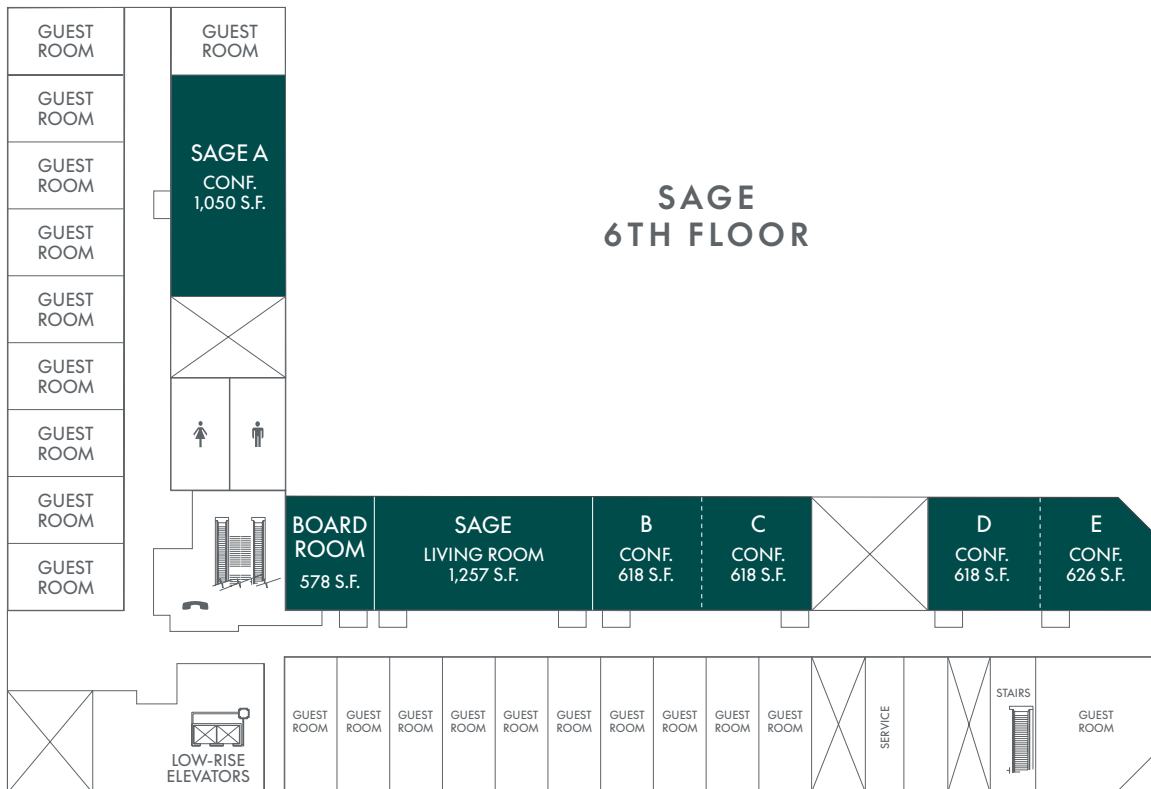 GUEST
ROOM
GUEST
ROOM
GUEST
ROOM
GUEST
ROOM
GUEST
ROOM
GUEST
ROOM
GUEST
ROOM
GUEST
ROOM
GUEST
ROOM
GUEST
ROOM
SAGE A
CONF.
1,050 S.F.
SAGE
6TH FLOOR
BOARD
ROOM
578 S.F.
SAGE
LIVING ROOM
1,257 S.F.
B
CONF.
618 S.F.
C
CONF.
618 S.F.
D
CONF.
618 S.F.
E
CONF.
626 S.F.
LOW-RISE
ELEVATORS
GUEST
ROOM
GUEST
ROOM
GUEST
ROOM
GUEST
ROOM
GUEST
ROOM
GUEST
ROOM
GUEST
ROOM
GUEST
ROOM
GUEST
ROOM
GUEST
ROOM
SERVICE
STAIRS
GUEST
ROOM